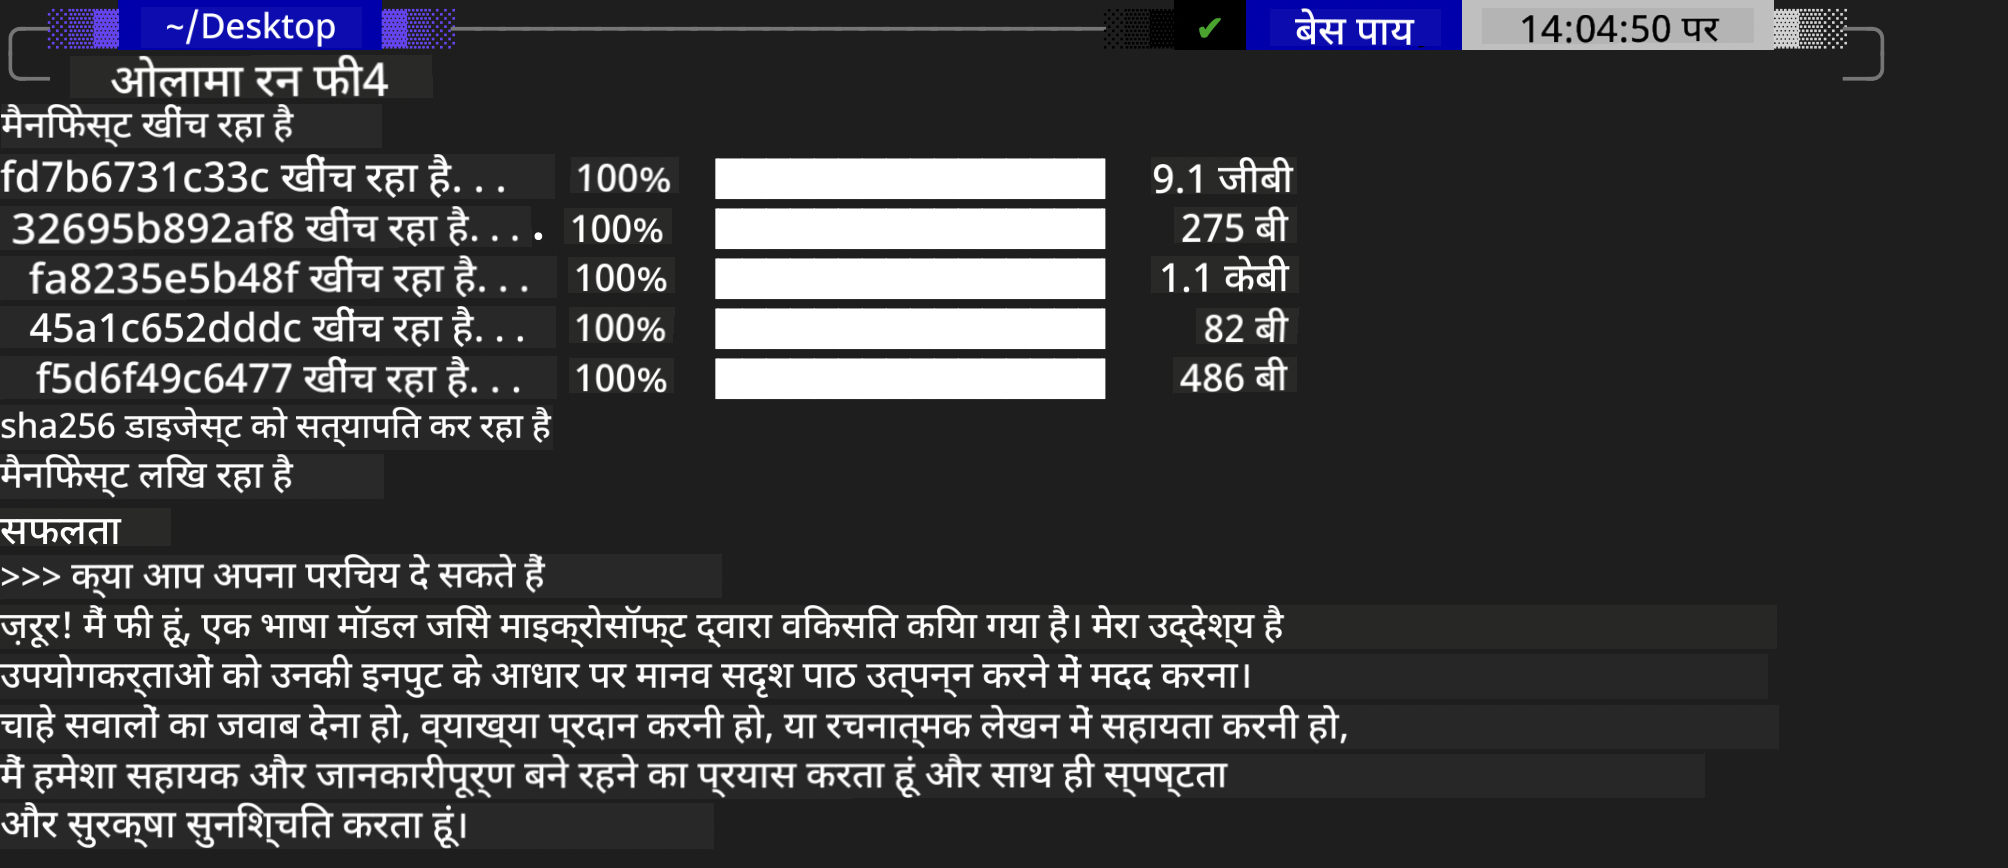 ~/Desktop ✔ बेस पाय 14:04:50 पर
ओलामा रन फी4
मैनफिेस्ट खींच रहा है
fd7b6731c33c खींच रहा है. . . 100% 9.1 जीबी
32695b892af8 खींच रहा है. . . . 100% 275 बी
fa8235e5b48f खींच रहा है. . . 100% 1.1 केबी
45a1c652dddc खींच रहा है. . . 100% 82 बी
f5d6f49c6477 खींच रहा है. . . 100% 486 बी
sha256 डाइजेस्ट को सत्यापति कर रहा है
मैनफिेस्ट लखि रहा है
सफलता
>>> क्या आप अपना परचिय दे सकते हैं
ज़रूर! मैं फी हूं, एक भाषा मॉडल जसिे माइक्रोसॉफ्ट द्वारा वकिसति कयिा गया है। मेरा उद्देश्य है
उपयोगकर्ताओं को उनकी इनपुट के आधार पर मानव सदृश पाठ उत्पन्न करने में मदद करना।
चाहे सवालों का जवाब देना हो, व्याख्या प्रदान करनी हो, या रचनात्मक लेखन में सहायता करनी हो,
मैं हमेशा सहायक और जानकारीपूर्ण बने रहने का प्रयास करता हूं और साथ ही स्पष्टता
और सुरक्षा सुनश्चिति करता हूं।